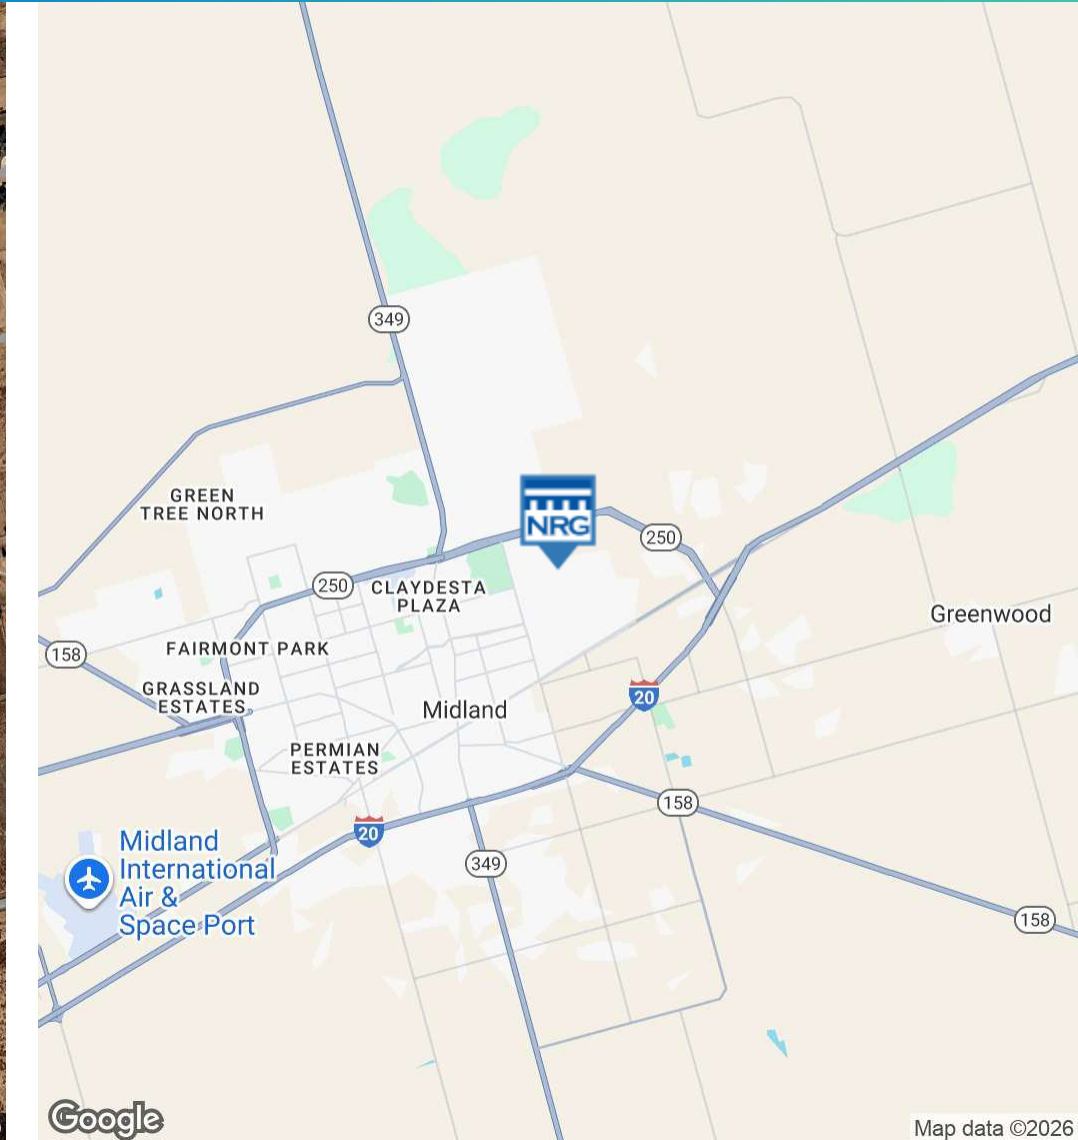 349
GREEN
TREE NORTH
NRG
250
250
CLAYDESTA
PLAZA
Greenwood
158
FAIRMONT PARK
GRASSLAND
ESTATES
20
Midland
PERMIAN
ESTATES
158
20
Midland
International
Air &
Space Port
349
158
Google
Map data ©2026